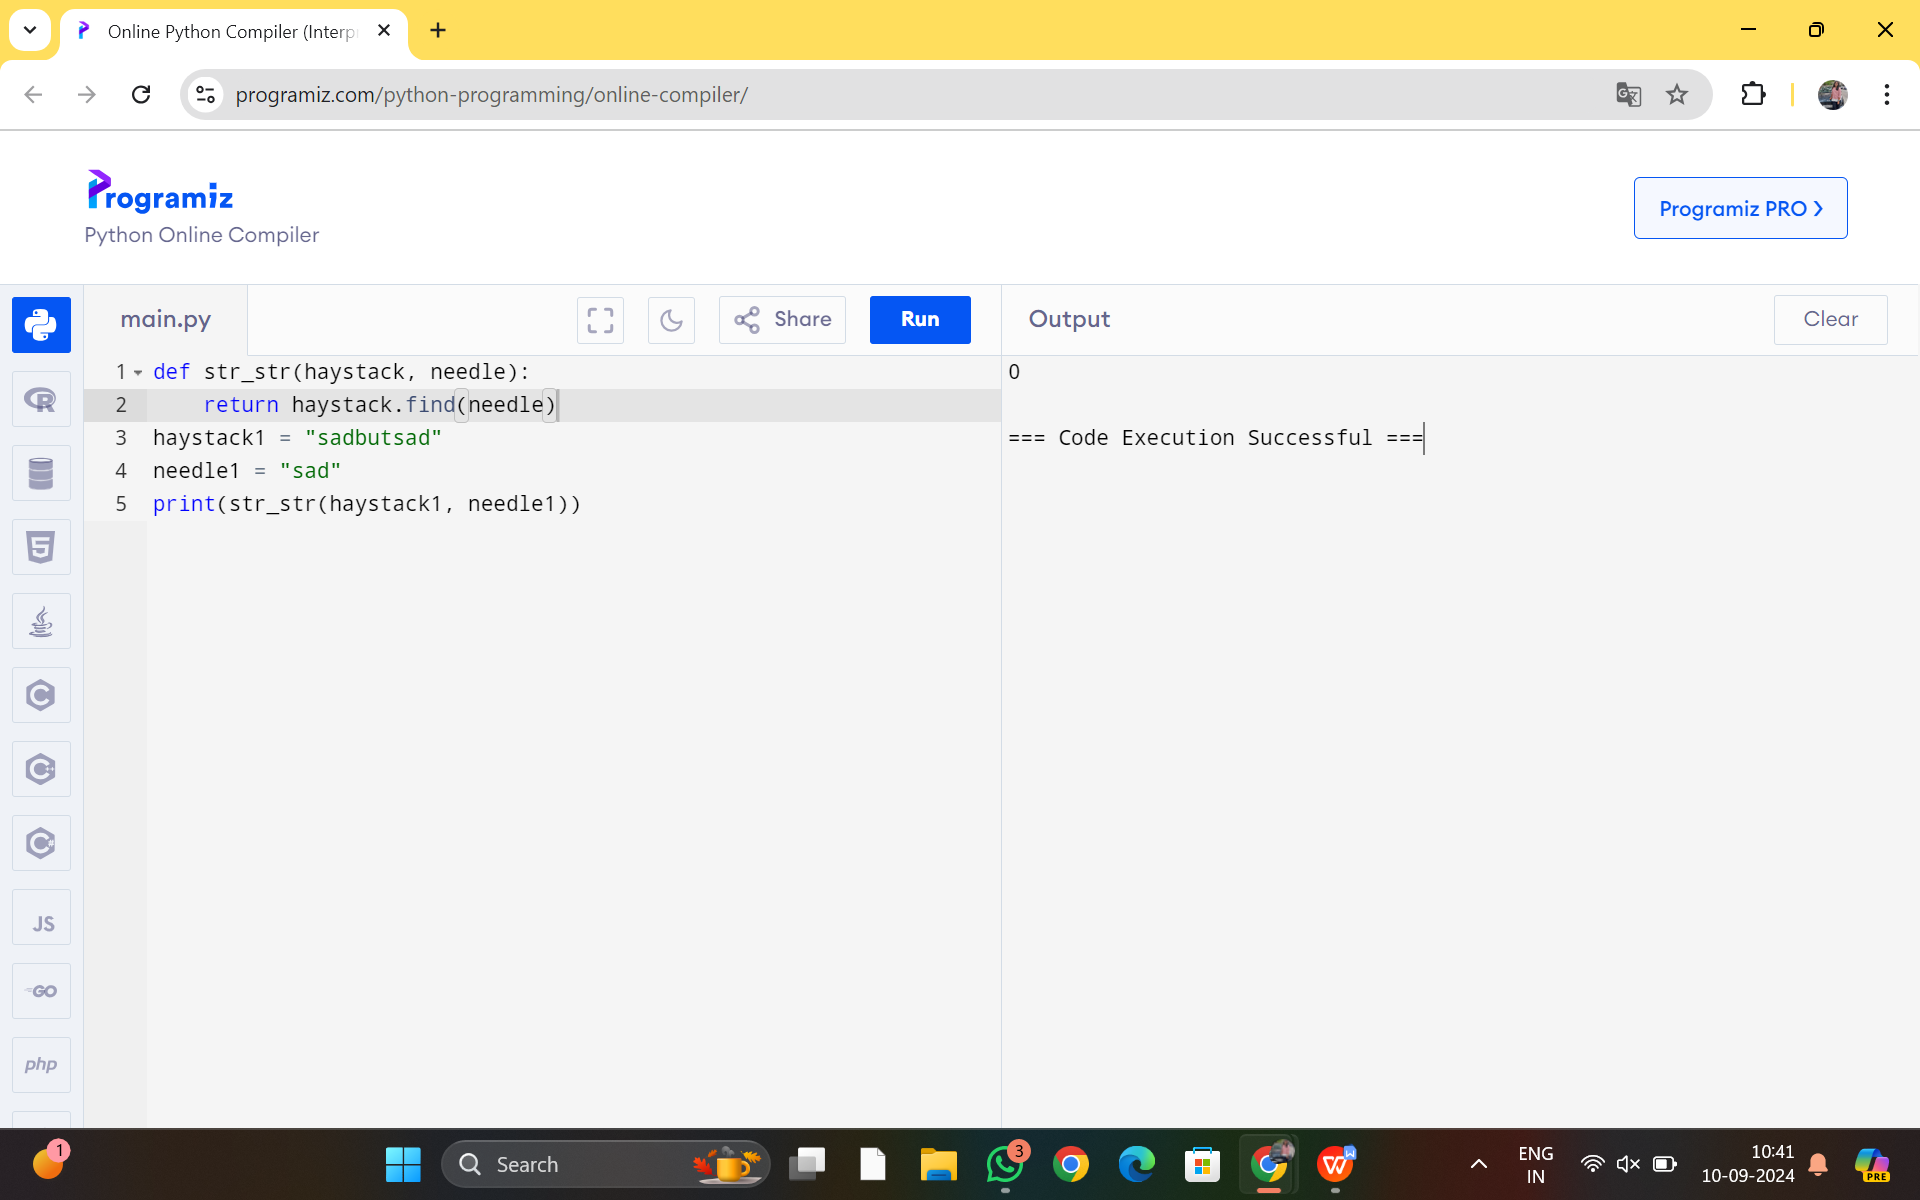 Online Python Compiler (Interp
programiz.com/python-programming/online-compiler/
Programiz
Python Online Compiler
Programiz PRO
main.py
Share
Run
Output
Clear
1 def str_str(haystack, needle):
2     return haystack.find(needle)
3 haystack1 = "sadbutsad"
4 needle1 = "sad"
5 print(str_str(haystack1, needle1))
0
=== Code Execution Successful ===
R
5
C
C++
C#
JS
GO
php
1
Search
3
W
W
ENG
IN
10:41
10-09-2024
PRE